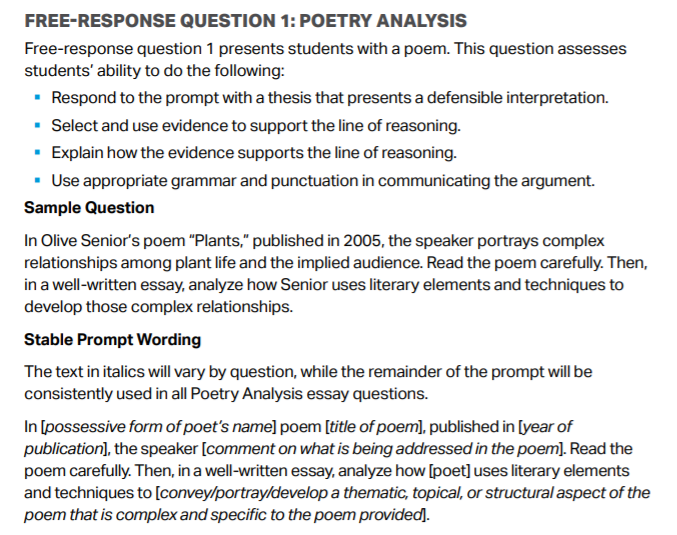 FREE-RESPONSE QUESTION 1: POETRY ANALYSIS
Free-response question 1 presents students with a poem. This question assesses
students’ ability to do the following:
▪ Respond to the prompt with a thesis that presents a defensible interpretation.
▪ Select and use evidence to support the line of reasoning.
▪ Explain how the evidence supports the line of reasoning.
▪ Use appropriate grammar and punctuation in communicating the argument.
Sample Question
In Olive Senior’s poem “Plants,” published in 2005, the speaker portrays complex
relationships among plant life and the implied audience. Read the poem carefully. Then,
in a well-written essay, analyze how Senior uses literary elements and techniques to
develop those complex relationships.
Stable Prompt Wording
The text in italics will vary by question, while the remainder of the prompt will be
consistently used in all Poetry Analysis essay questions.
In [possessive form of poet’s name] poem [title of poem], published in [year of
publication], the speaker [comment on what is being addressed in the poem]. Read the
poem carefully. Then, in a well-written essay, analyze how [poet] uses literary elements
and techniques to [convey/portray/develop a thematic, topical, or structural aspect of the
poem that is complex and specific to the poem provided].